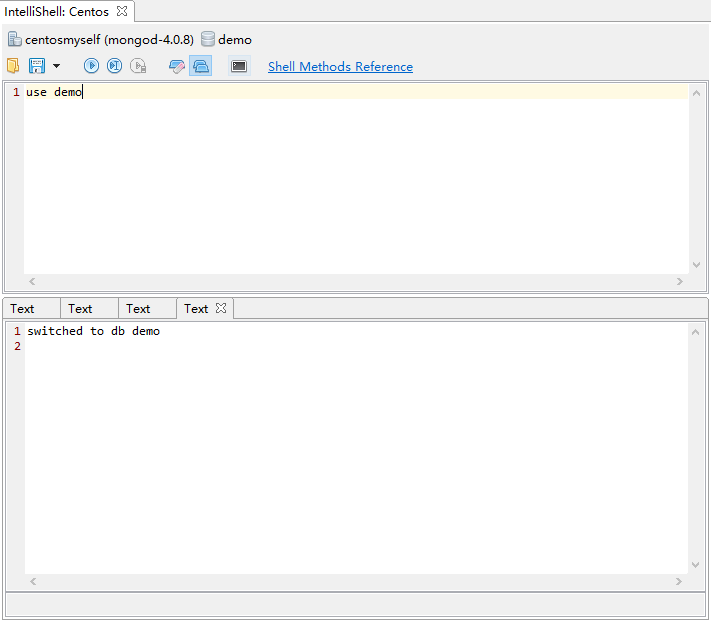 IntelliShell: Centos
centosmyself (mongod-4.0.8) demo
Shell Methods Reference
1 use demo
Text Text Text Text
1 switched to db demo
2